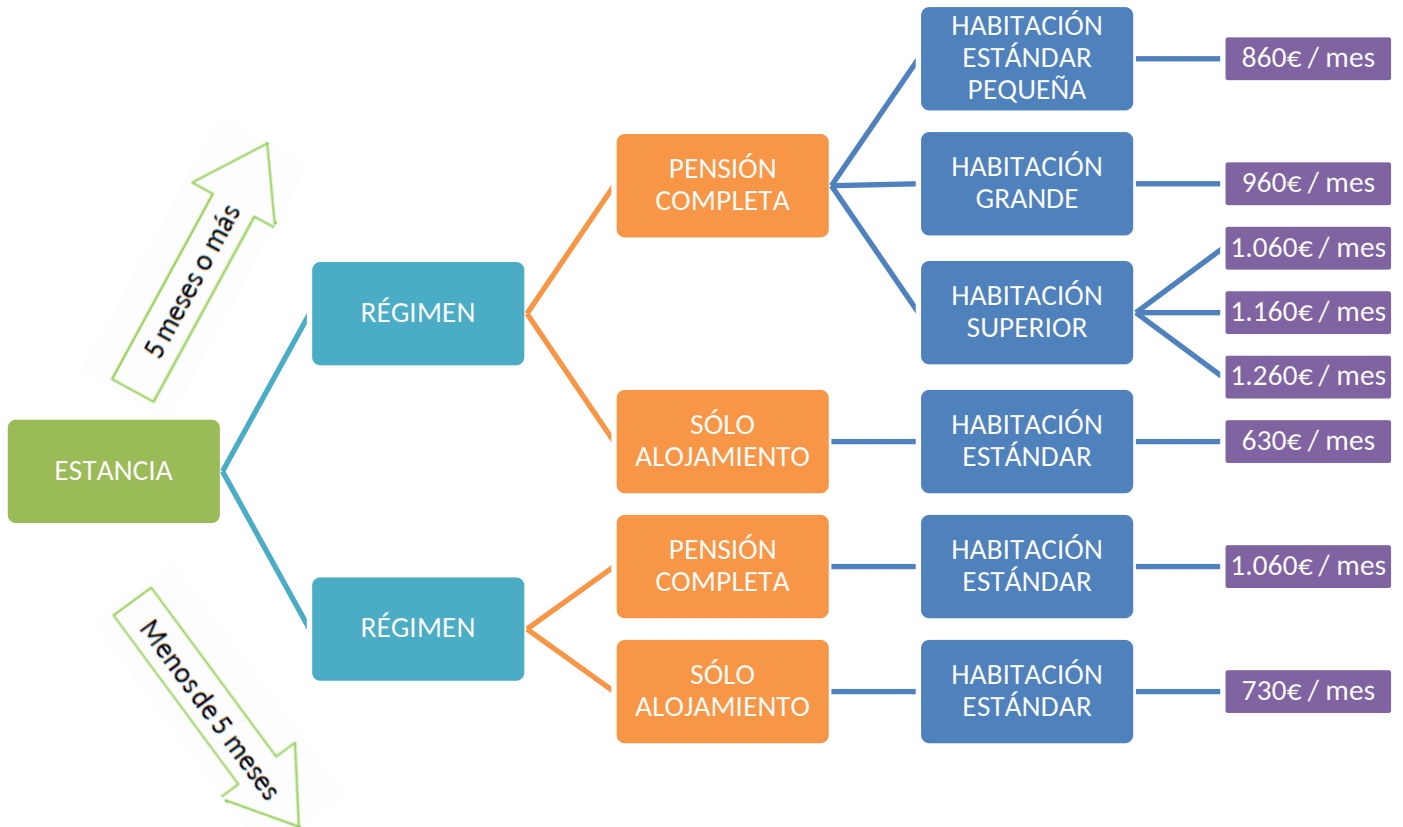 ESTANCIA
5 meses o más
RÉGIMEN
PENSIÓN
COMPLETA
HABITACIÓN
ESTÁNDAR
PEQUEÑA
860€ / mes
HABITACIÓN
GRANDE
960€ / mes
HABITACIÓN
SUPERIOR
1.060€ / mes
1.160€ / mes
1.260€ / mes
SÓLO
ALOJAMIENTO
HABITACIÓN
ESTÁNDAR
630€ / mes
Menos de 5 meses
RÉGIMEN
PENSIÓN
COMPLETA
HABITACIÓN
ESTÁNDAR
1.060€ / mes
SÓLO
ALOJAMIENTO
HABITACIÓN
ESTÁNDAR
730€ / mes